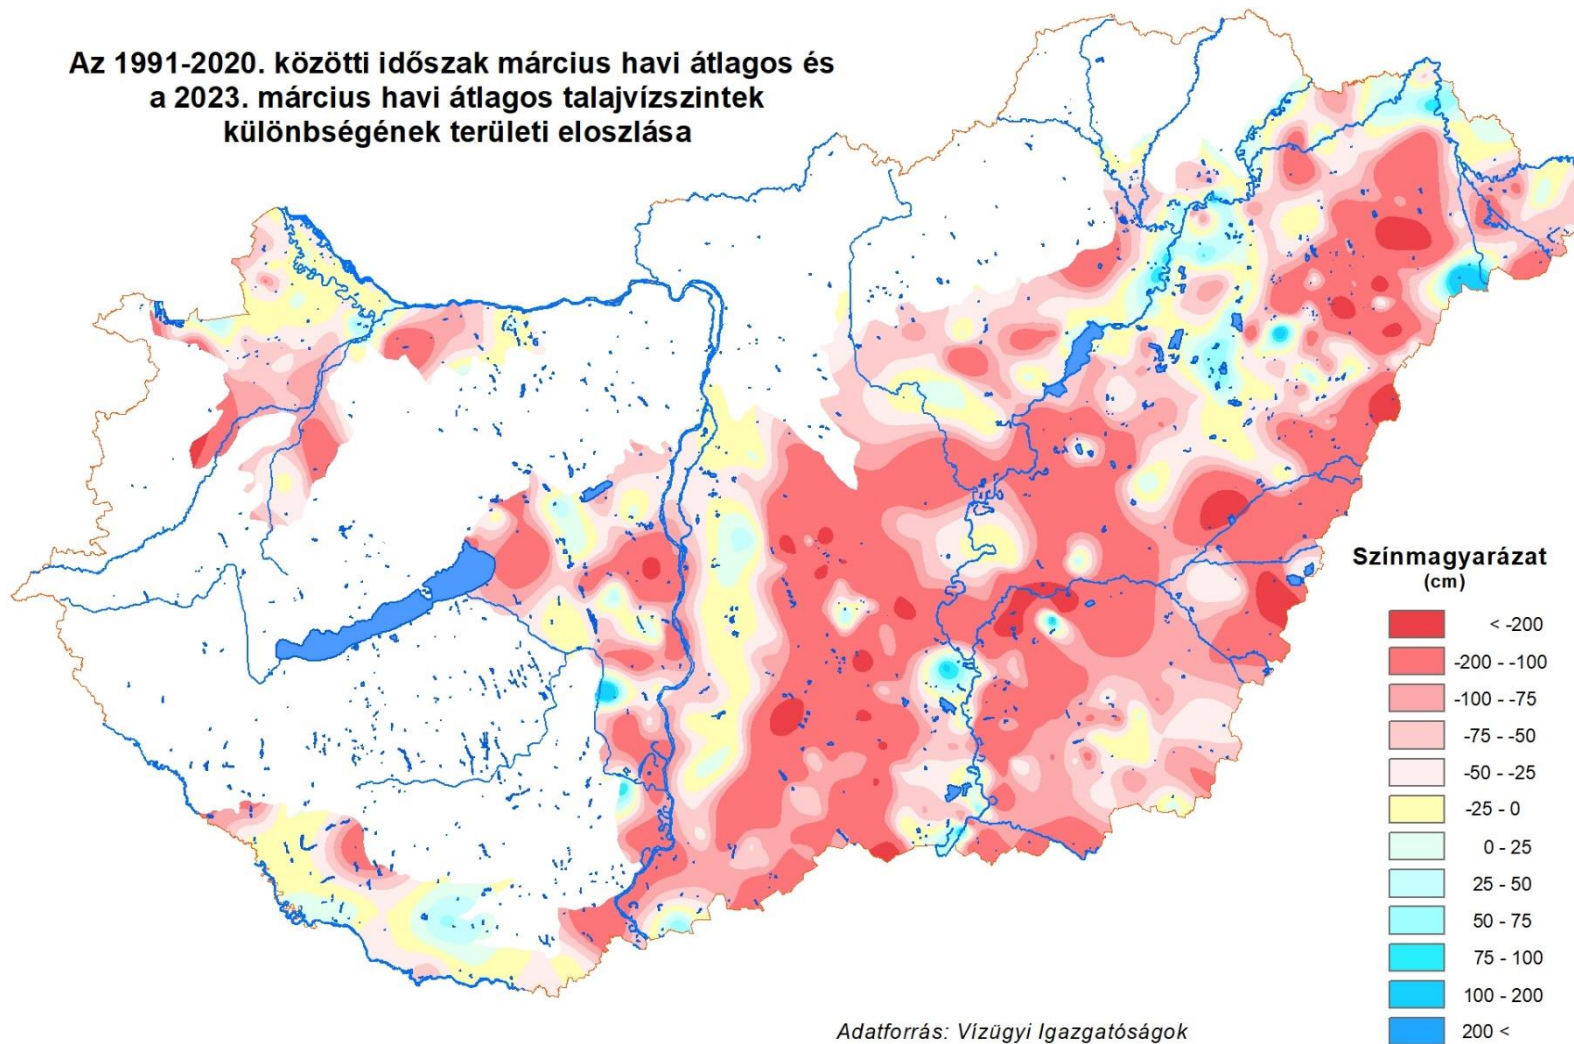 Az 1991-2020. közötti időszak március havi átlagos és
a 2023. március havi átlagos talajvízszintek
különbségének területi eloszlása
Színmagyarázat
(cm)
< -200
-200 - -100
-100 - -75
-75 - -50
-50 - -25
-25 - 0
0 - 25
25 - 50
50 - 75
75 - 100
100 - 200
200 <
Adatforrás: Vízügyi Igazgatóságok